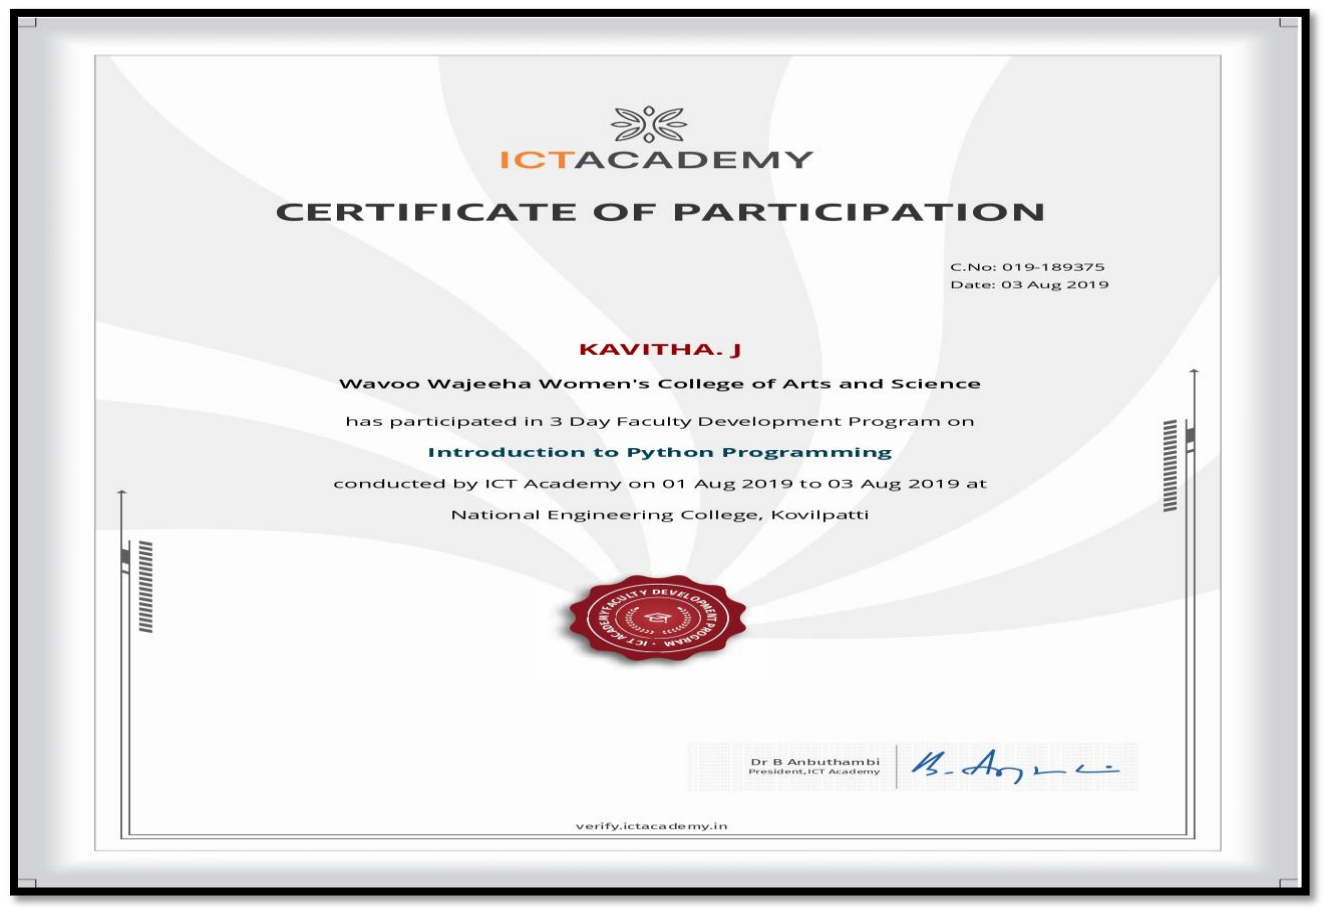 ICTACADEMY
CERTIFICATE OF PARTICIPATION
C.No: 019-189375
Date: 03 Aug 2019
KAVITHA. J
Wavoo Wajeeha Women's College of Arts and Science
has participated in 3 Day Faculty Development Program on
Introduction to Python Programming
conducted by ICT Academy on 01 Aug 2019 to 03 Aug 2019 at
National Engineering College, Kovilpatti
FACULTY DEVELOPMENT PROGRAM · ICT ACADEMY
Dr B Anbuthambi
President,ICT Academy
verify.ictacademy.in